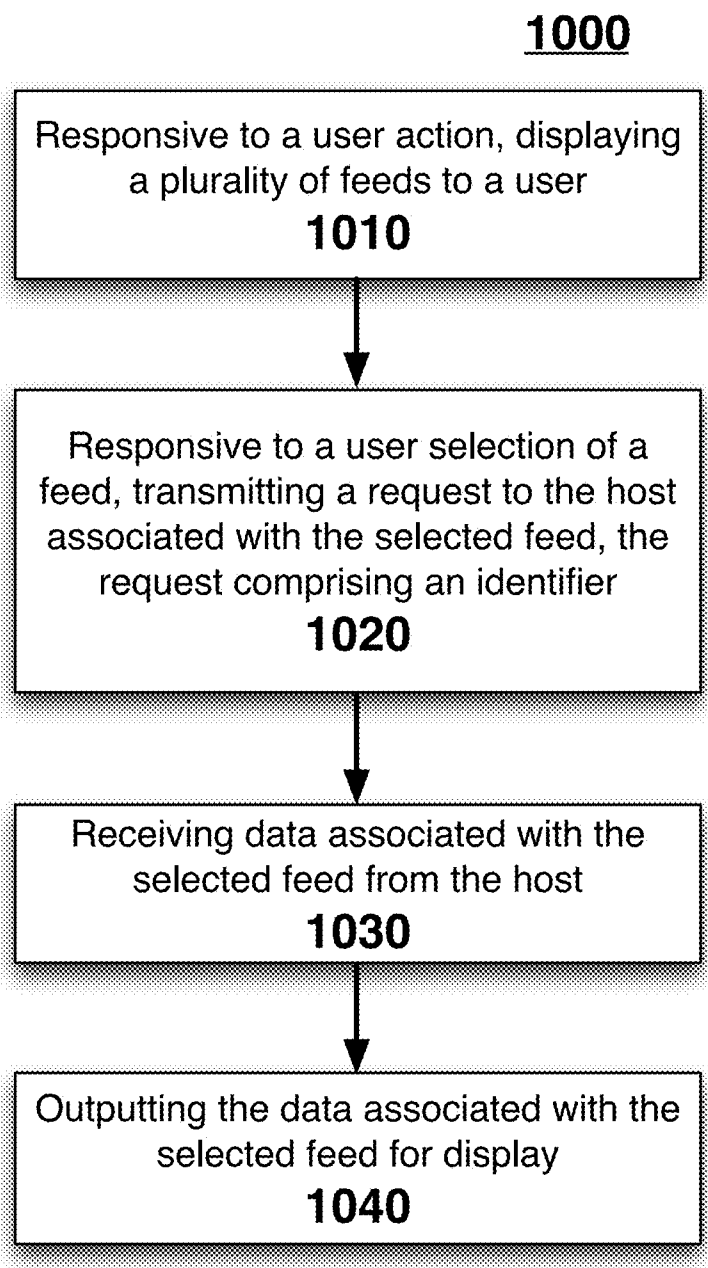 1000
Responsive to a user action, displaying
a plurality of feeds to a user
1010
Responsive to a user selection of a
feed, transmitting a request to the host
associated with the selected feed, the
request comprising an identifier
1020
Receiving data associated with the
selected feed from the host
1030
Outputting the data associated with the
selected feed for display
1040